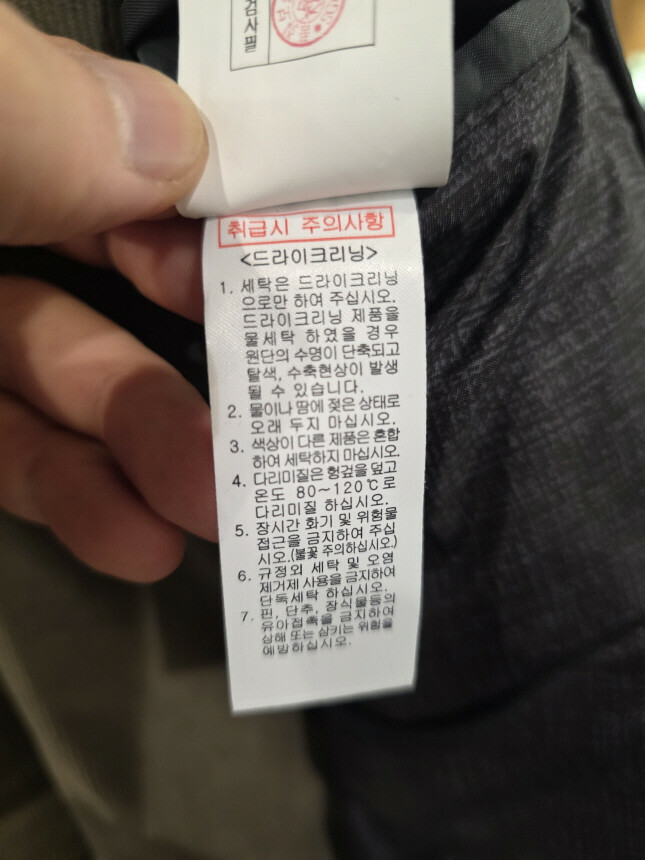 검사필
취급시 주의사항
<드라이크리닝>
1. 세탁은 드라이크리닝
으로만 하여 주십시오.
드라이크리닝 제품을
물세탁 하였을 경우
원단의 수명이 단축되고
탈색, 수축현상이 발생
될 수 있습니다.
2. 물이나 땀에 젖은 상태로
오래 두지 마십시오.
3. 색상이 다른 제품은 혼합
하여 세탁하지 마십시오.
4. 다리미질은 헝겊을 덮고
온도 80~120℃로
다리미질 하십시오.
5. 장시간 화기 및 위험물
접근을 금지하여 주십
시오.(불꽃 주의하십시오.)
6. 규정외 세탁 및 오염
제거제 사용을 금지하여
단독세탁 하십시오.
7. 핀, 단추, 장식물등의
유아접촉을 금지하여
상해 또는 삼키는 위험을
예방하십시오.